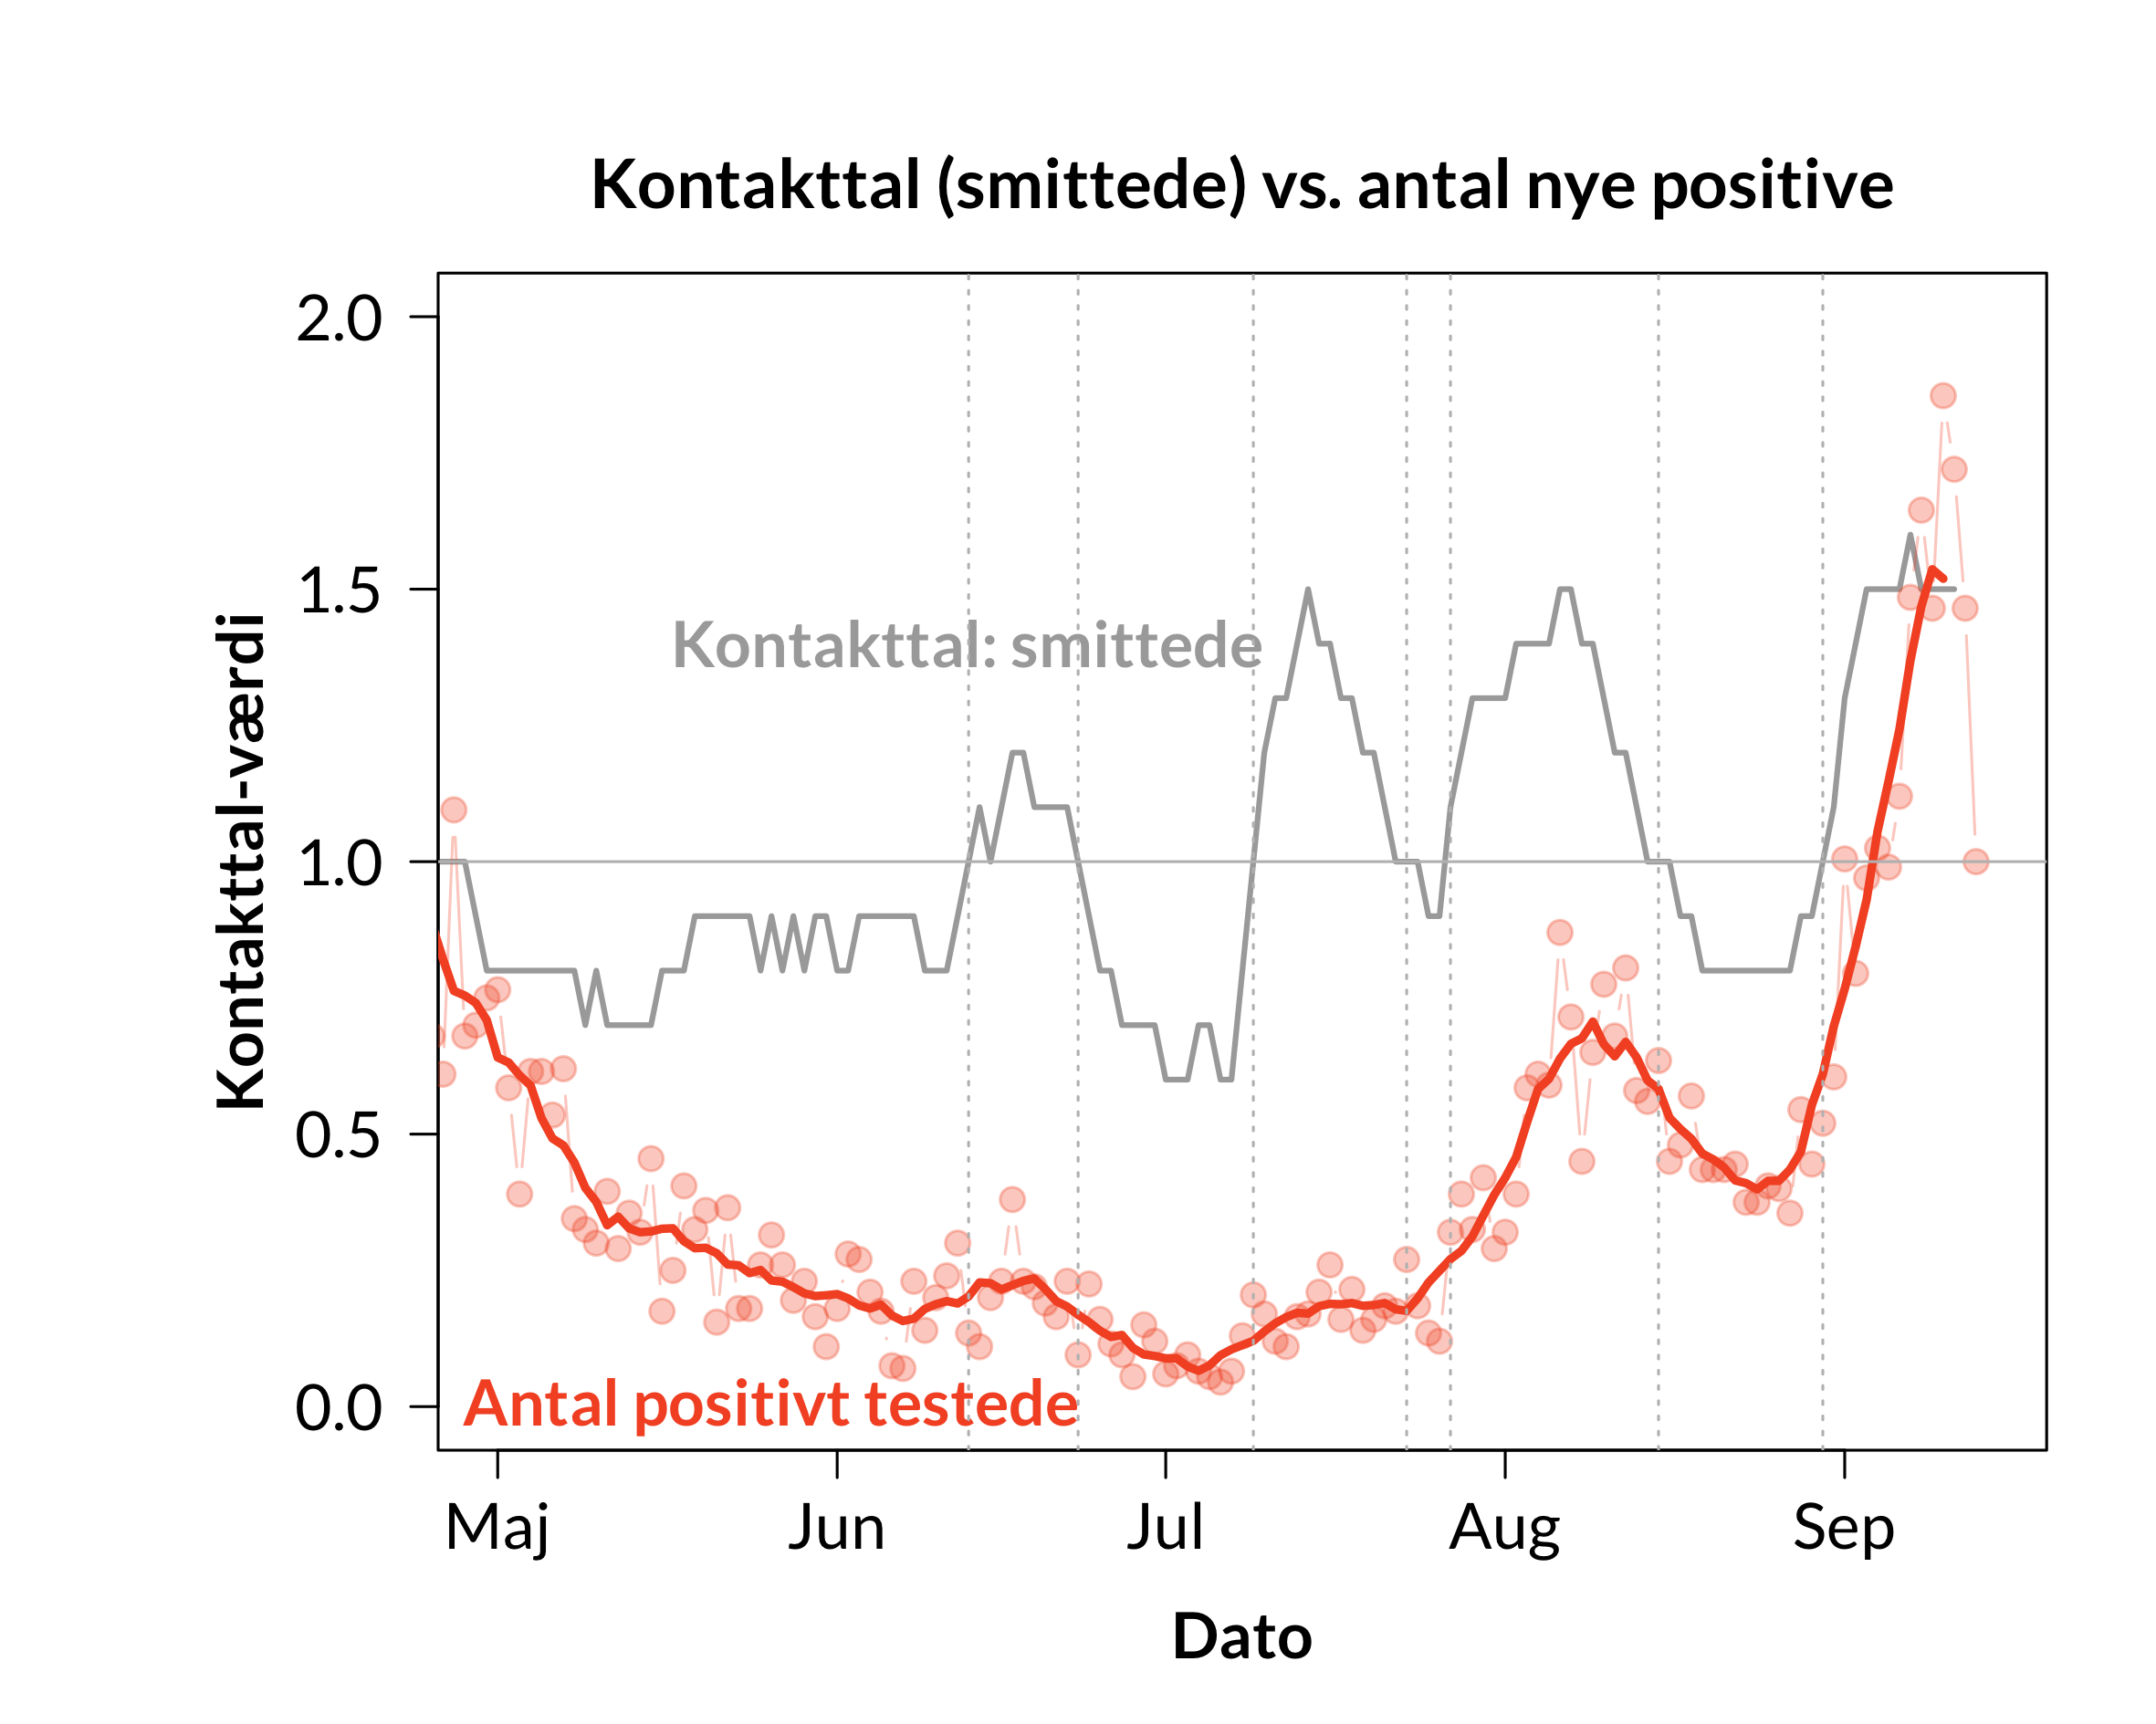 Kontakttal (smittede) vs. antal nye positive
Kontakttal-værdi
2.0
1.5
1.0
0.5
0.0
Kontakttal: smittede
Antal positivt testede
Maj Jun Jul Aug Sep
Dato